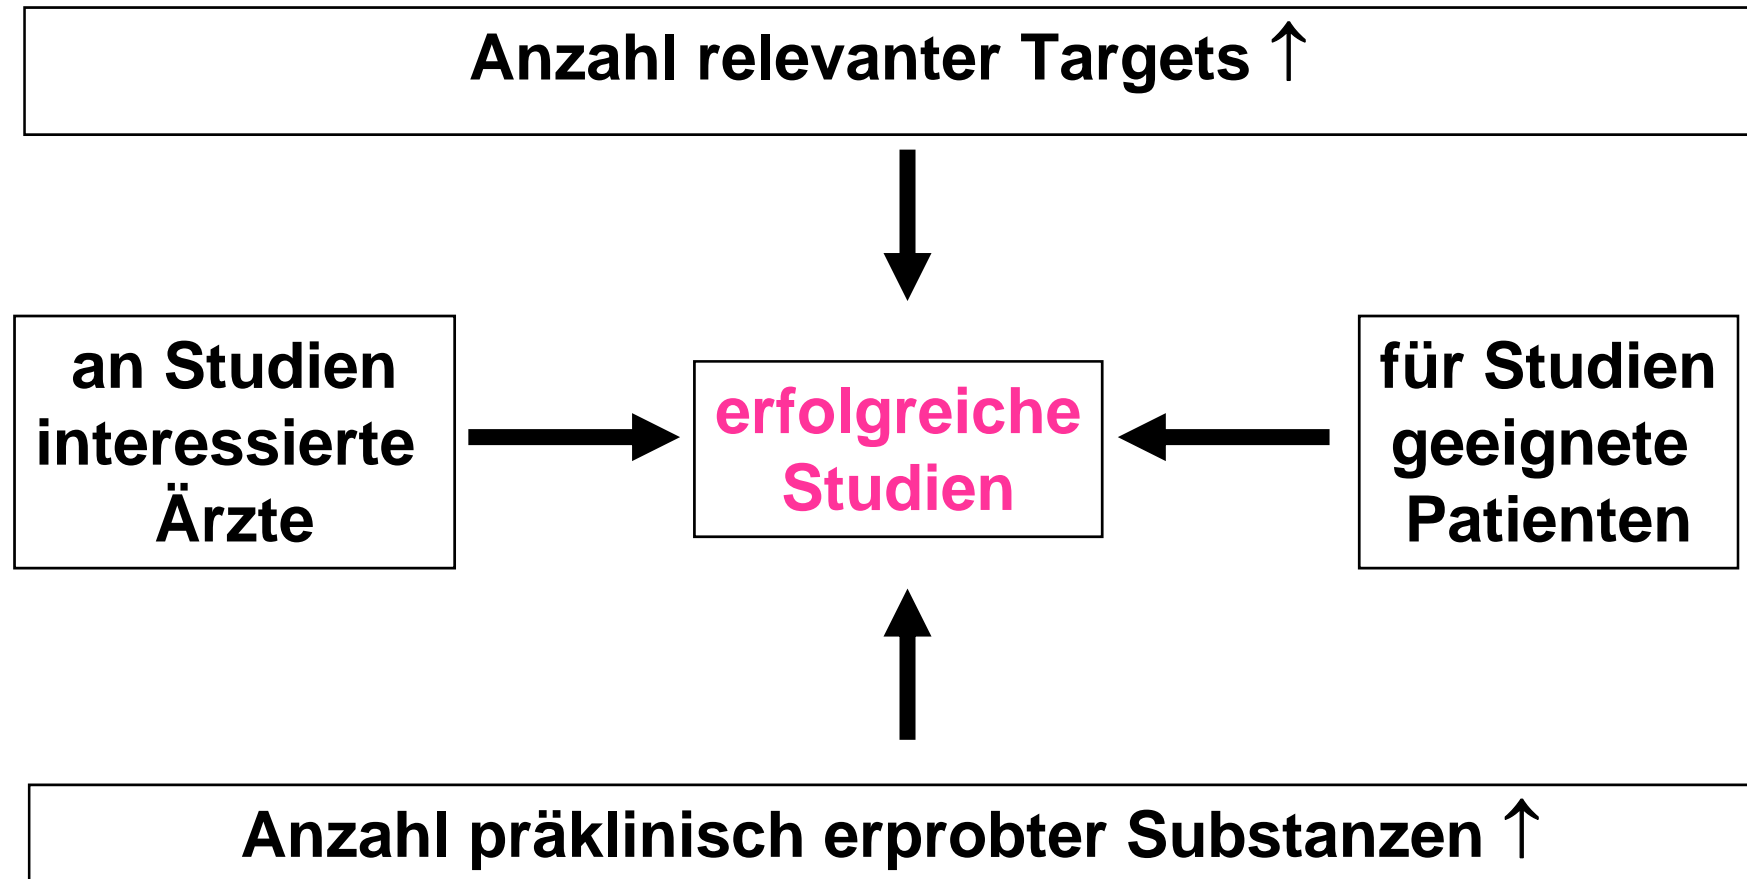 Anzahl relevanter Targets ↑
an Studien
interessierte
Ärzte
erfolgreiche
Studien
für Studien
geeignete
Patienten
Anzahl präklinisch erprobter Substanzen ↑